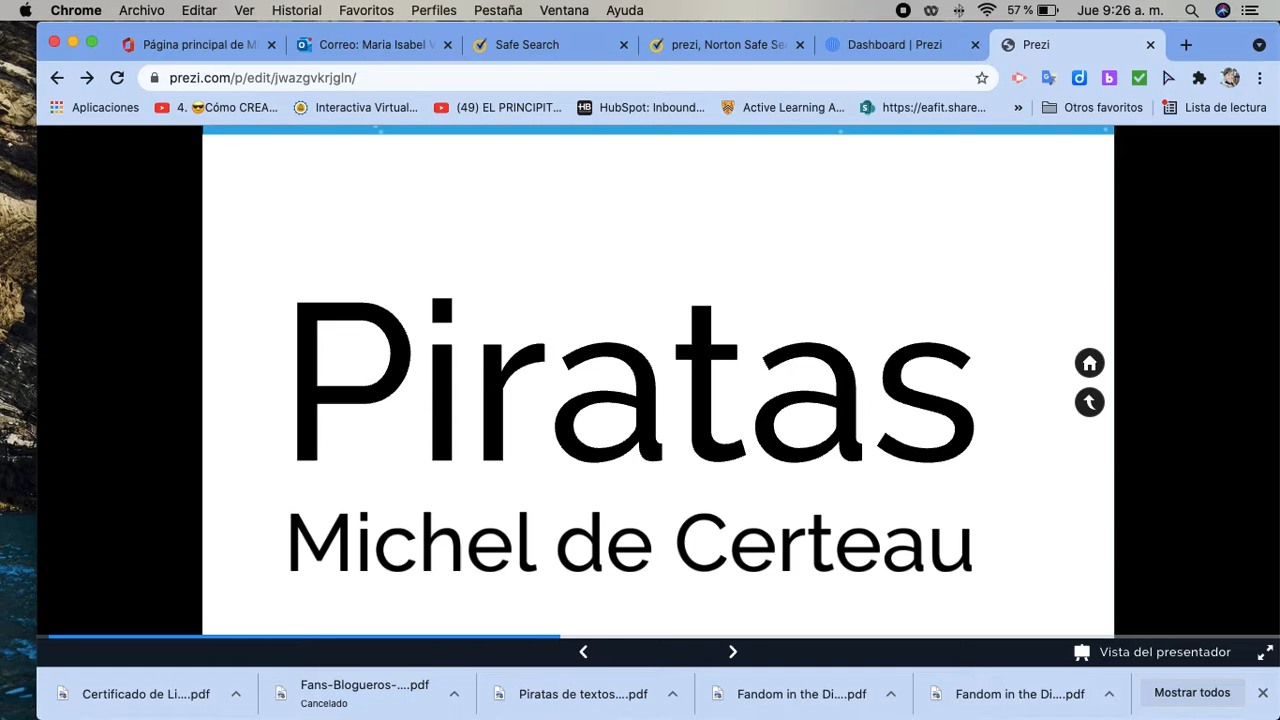 Chrome Archivo Editar Ver Historial Favoritos Perfiles Pestaña Ventana Ayuda 57 % Jue 9:26 a. m.
Página principal de M Correo: Maria Isabel V Safe Search prezi, Norton Safe Se Dashboard | Prezi Prezi
prezi.com/p/edit/jwazgvkrjgln/
Aplicaciones 4. 😎Cómo CREA... Interactiva Virtual... (49) EL PRINCIPIT... HubSpot: Inbound... Active Learning A... https://eafit.share... » Otros favoritos Lista de lectura
Piratas
Michel de Certeau
Vista del presentador
Certificado de Li....pdf Fans-Blogueros-....pdf Piratas de textos....pdf Fandom in the Di....pdf Fandom in the Di....pdf Mostrar todos
Cancelado